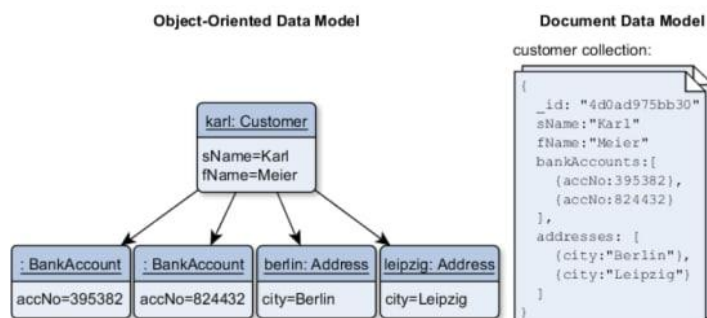 Object-Oriented Data Model
karl: Customer
sName=Karl
fName=Meier
: BankAccount
accNo=395382
: BankAccount
accNo=824432
berlin: Address
city=Berlin
leipzig: Address
city=Leipzig
Document Data Model
customer collection:
{
_id: "4d0ad975bb30"
sName:"Karl"
fName:"Meier"
bankAccounts:[
{accNo:395382},
{accNo:824432}
],
addresses: [
{city:"Berlin"},
{city:"Leipzig"}
]
}